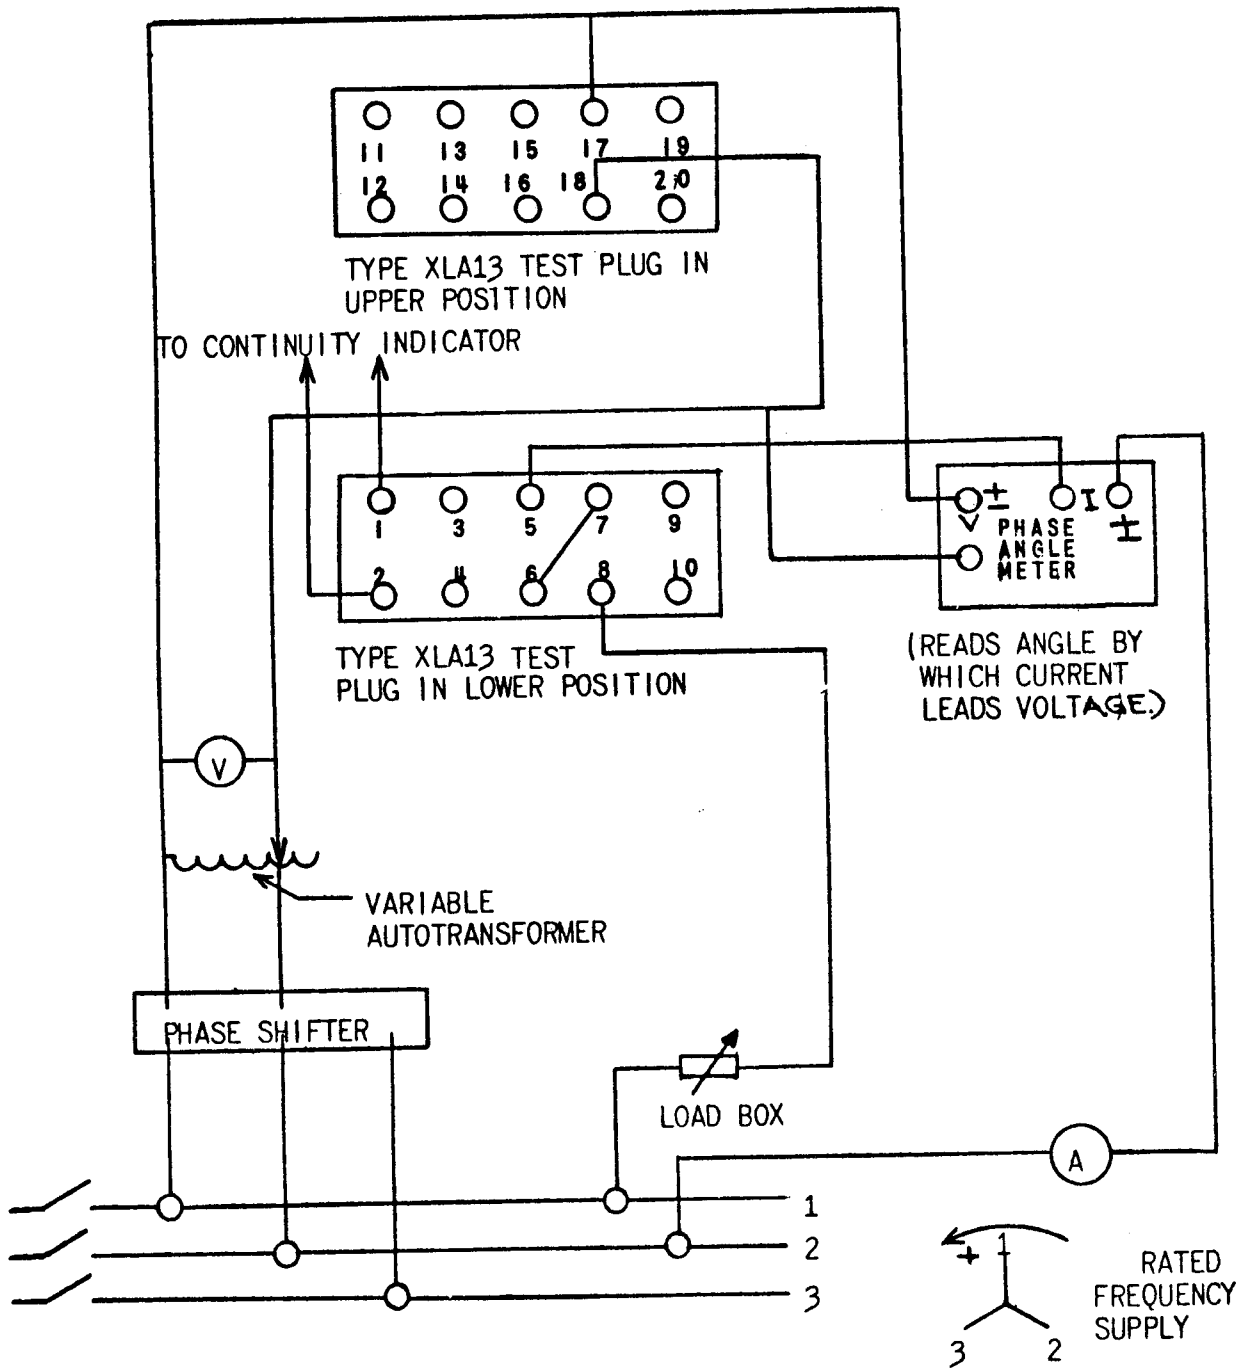 11 13 15 17 19
12 14 16 18 20
TYPE XLA13 TEST PLUG IN
UPPER POSITION
TO CONTINUITY INDICATOR
1 3 5 7 9
2 4 6 8 10
TYPE XLA13 TEST
PLUG IN LOWER POSITION
± I ±
V
PHASE
ANGLE
METER
(READS ANGLE BY
WHICH CURRENT
LEADS VOLTAGE.)
V
VARIABLE
AUTOTRANSFORMER
PHASE SHIFTER
LOAD BOX
A
1
2
3
+ 1
3 2
RATED
FREQUENCY
SUPPLY